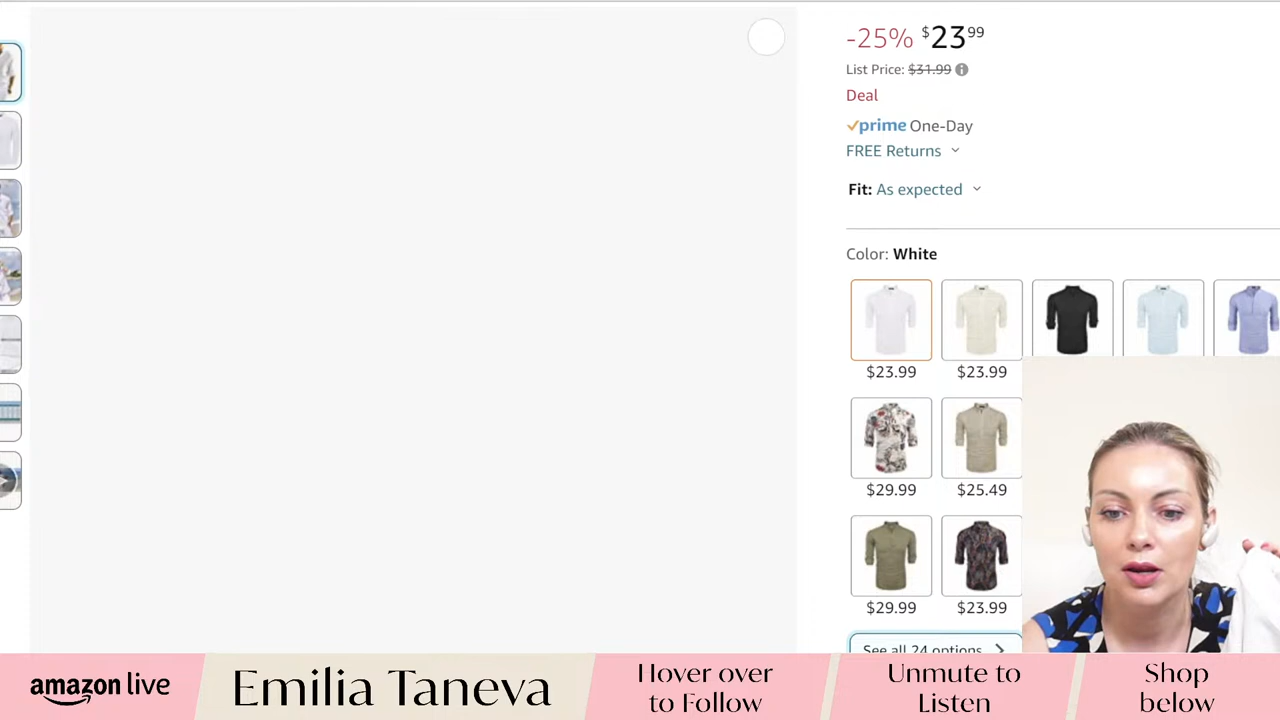 -25% $23 99
List Price: $31.99
Deal
prime One-Day
FREE Returns
Fit: As expected
Color: White
$23.99 $23.99
$29.99 $25.49
$29.99 $23.99
See all 24 options
amazon live
Emilia Taneva
Hover over
to Follow
Unmute to
Listen
Shop
below